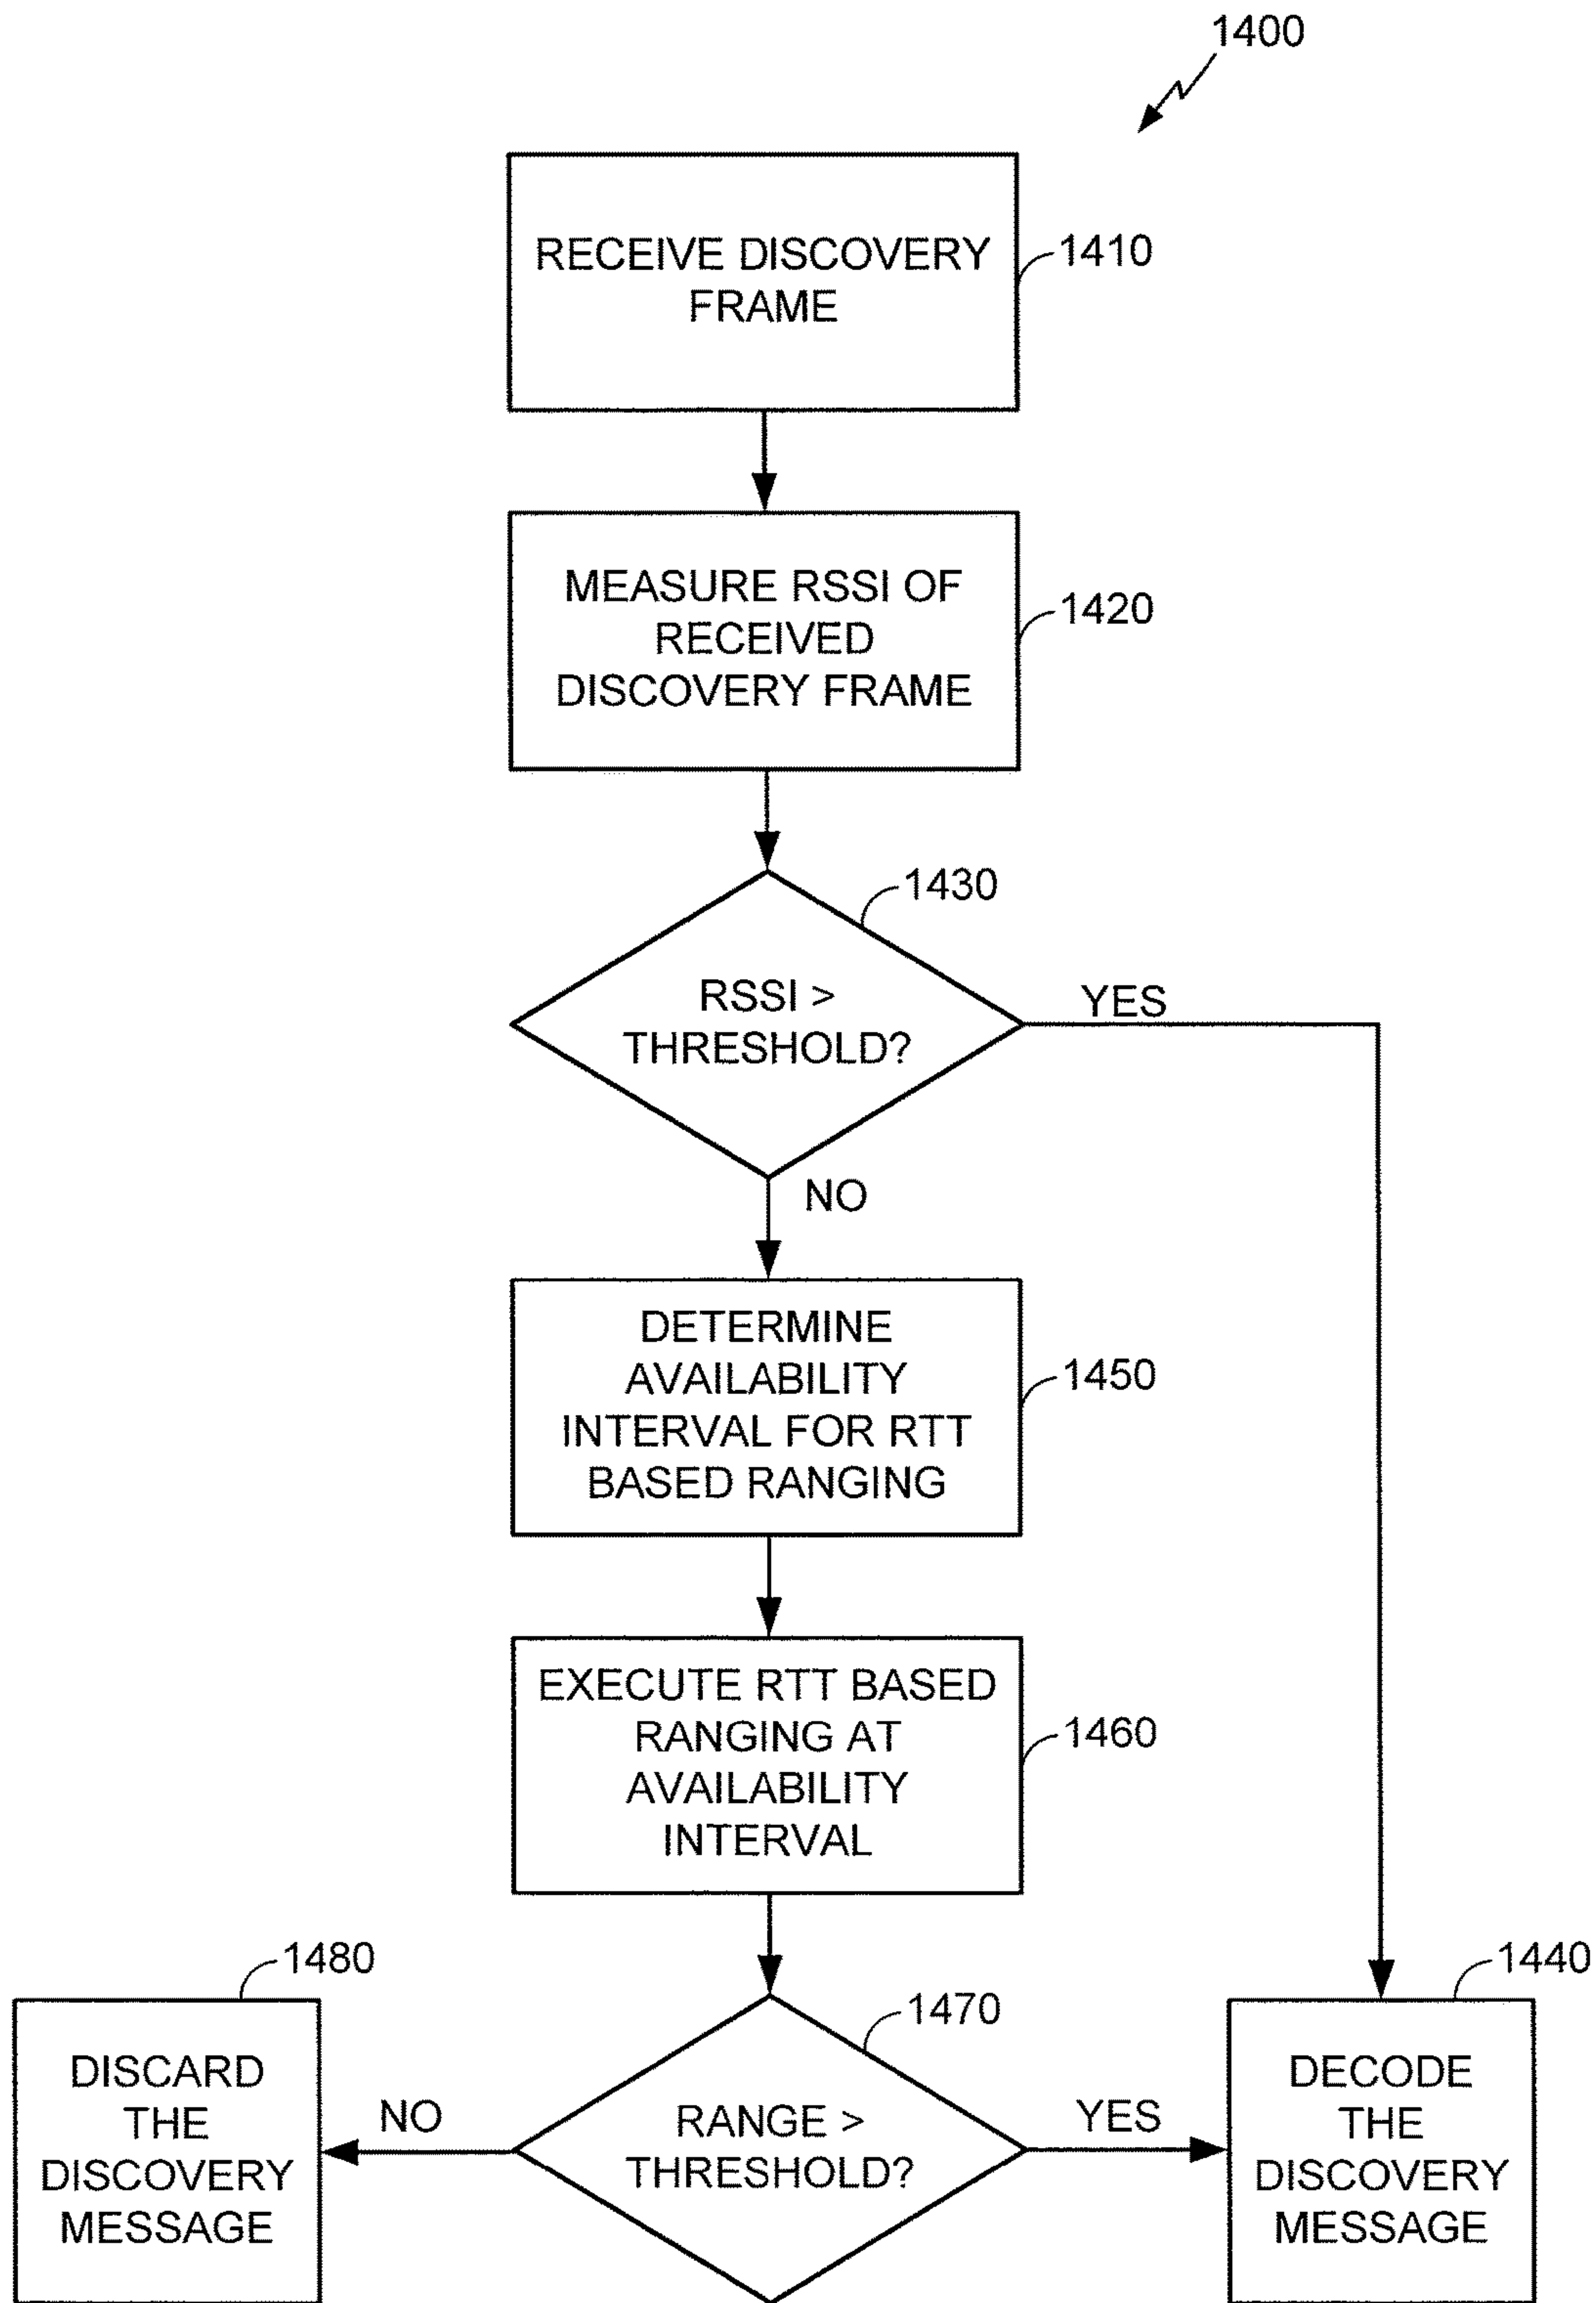 1400
RECEIVE DISCOVERY
FRAME
1410
MEASURE RSSI OF
RECEIVED
DISCOVERY FRAME
1420
1430
RSSI >
THRESHOLD?
YES
NO
DETERMINE
AVAILABILITY
INTERVAL FOR RTT
BASED RANGING
1450
EXECUTE RTT BASED
RANGING AT
AVAILABILITY
INTERVAL
1460
1480
DISCARD
THE
DISCOVERY
MESSAGE
NO
1470
RANGE >
THRESHOLD?
YES
1440
DECODE
THE
DISCOVERY
MESSAGE